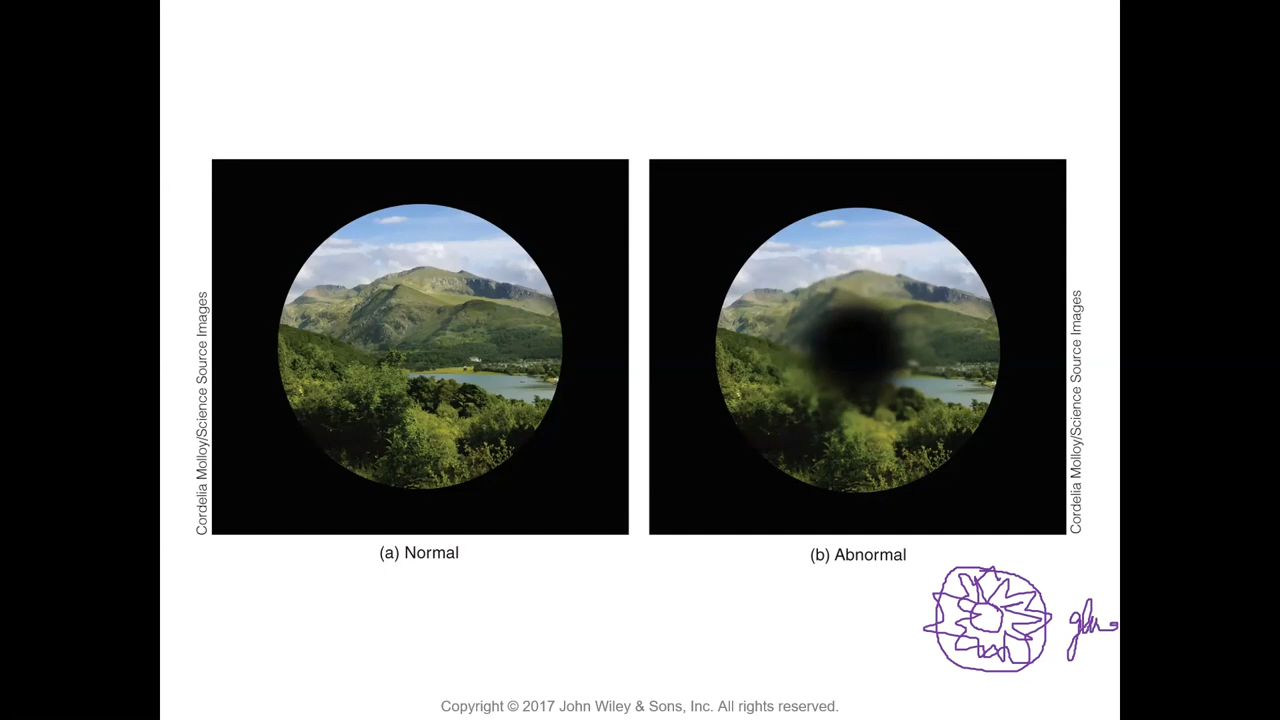 Cordelia Molloy/Science Source Images
Cordelia Molloy/Science Source Images
(a) Normal
(b) Abnormal
Copyright © 2017 John Wiley & Sons, Inc. All rights reserved.